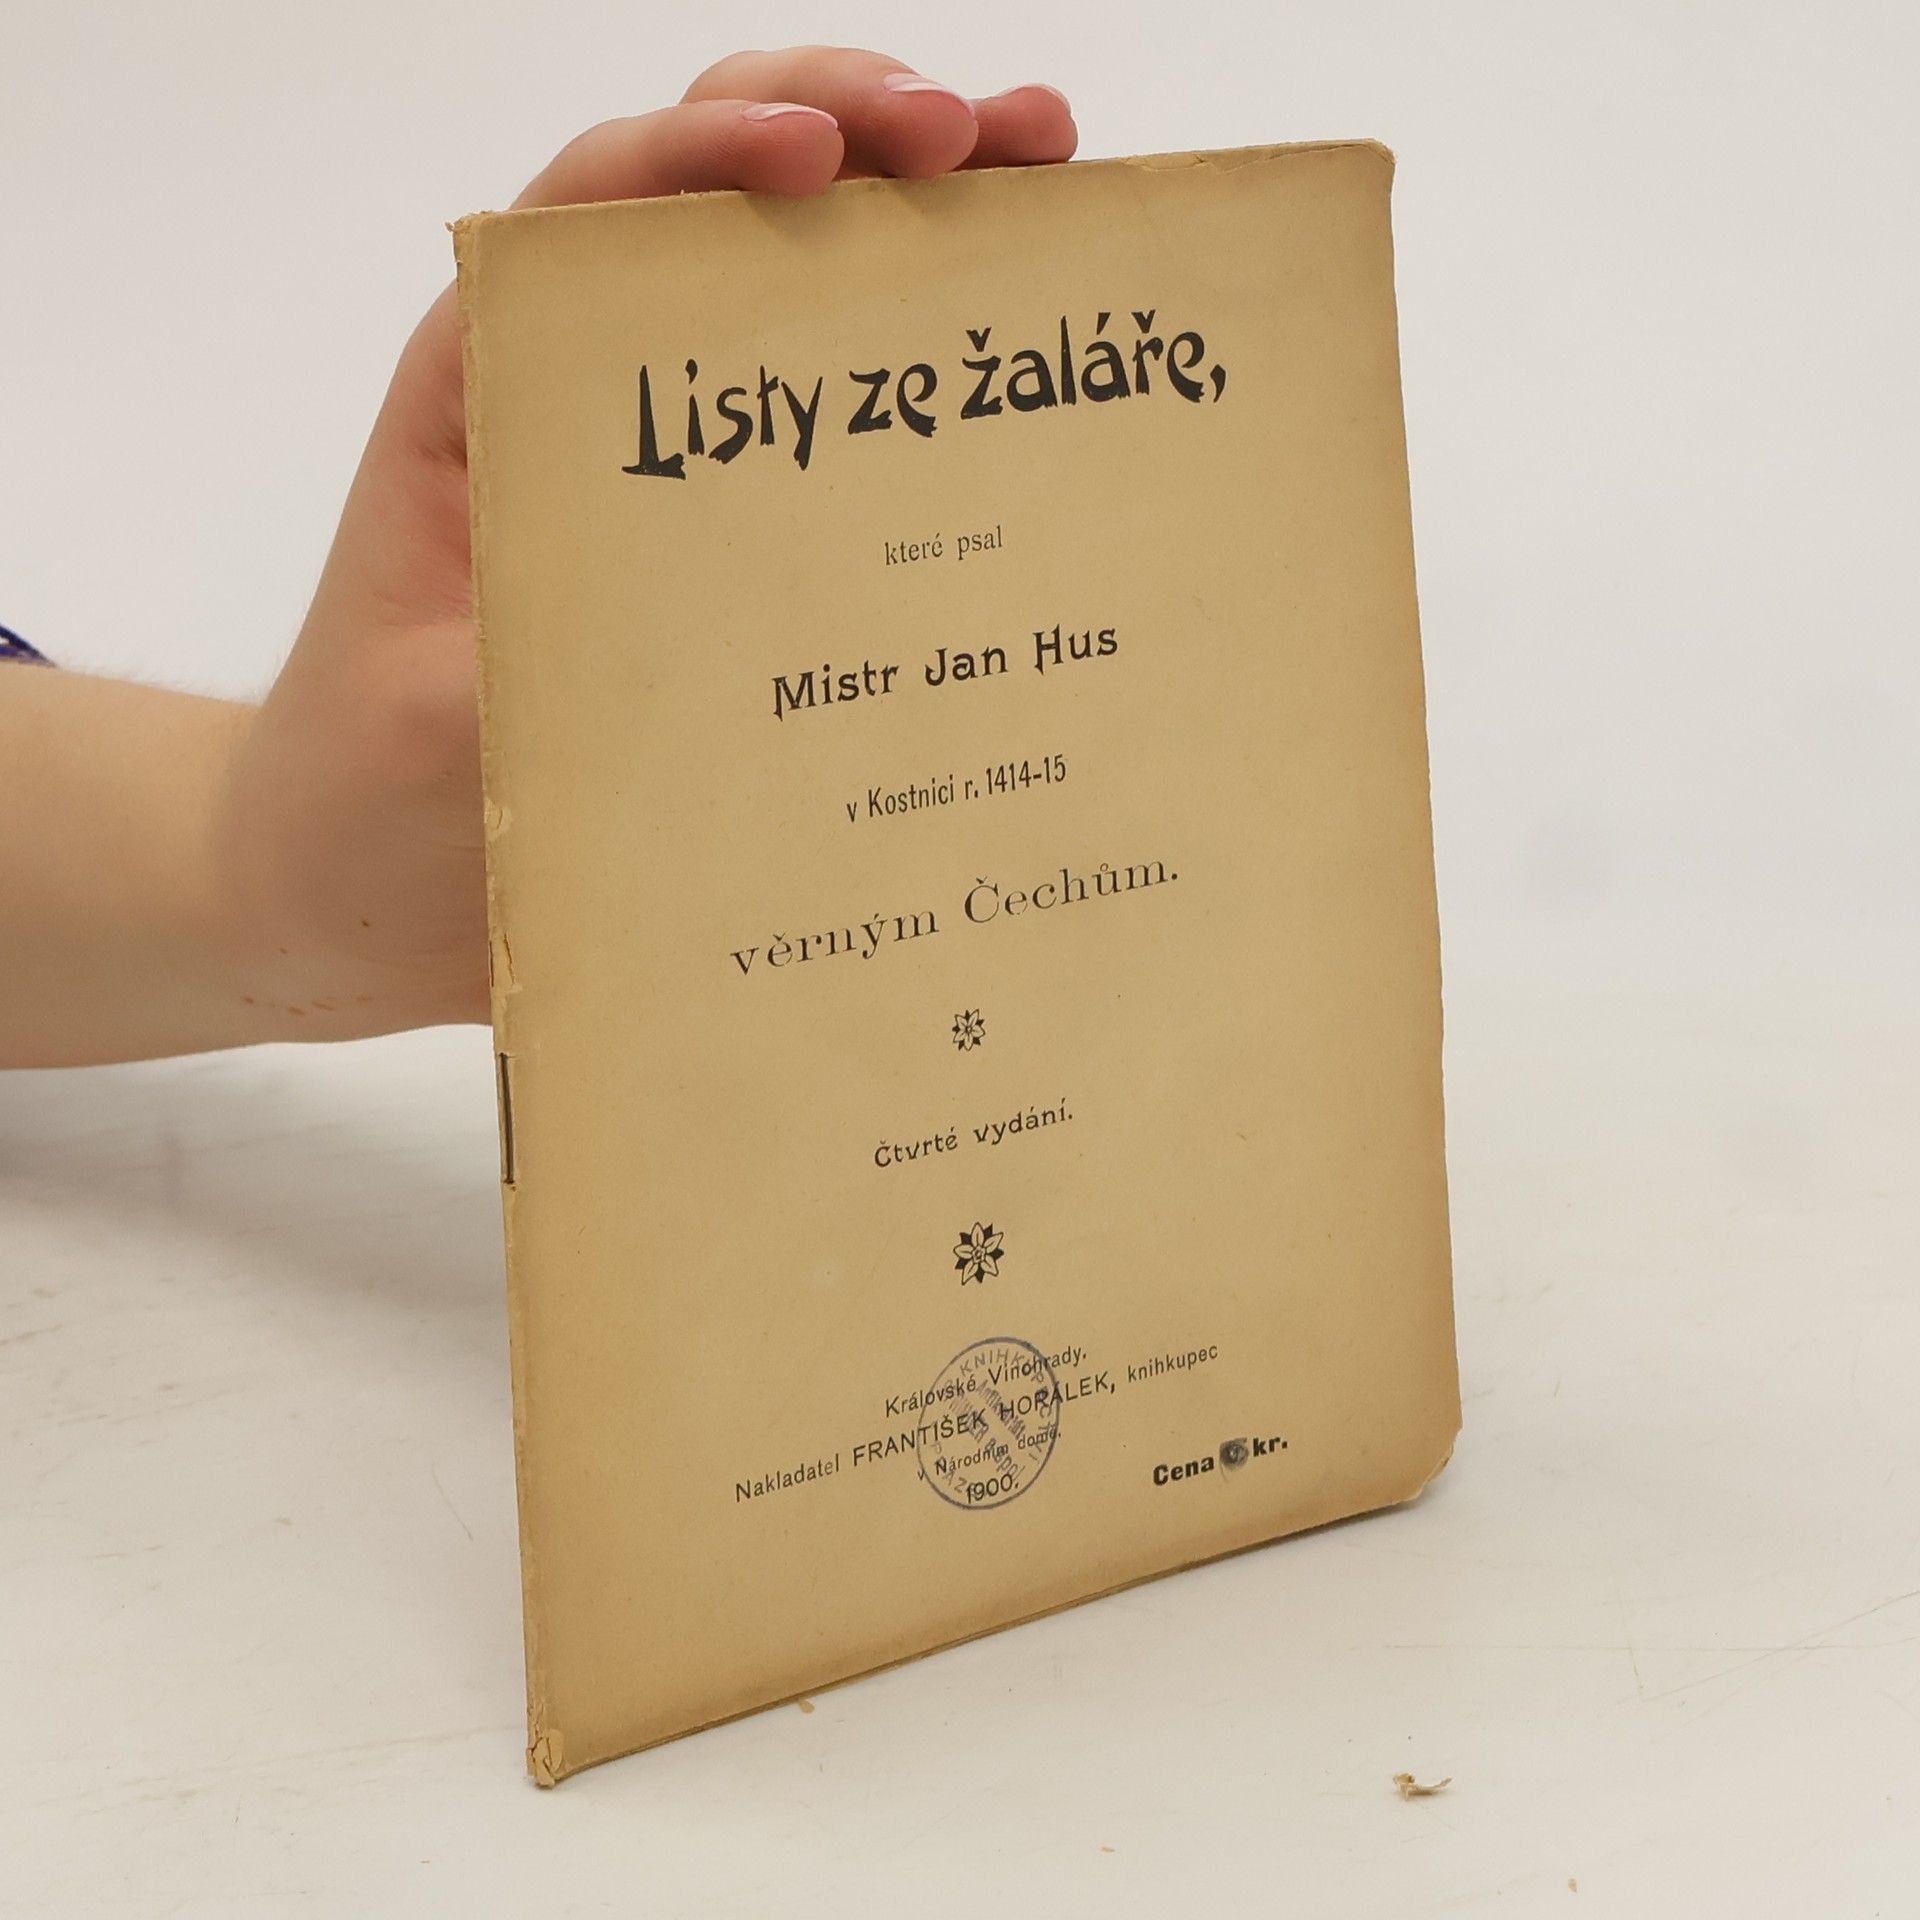 Listy ze žaláře,
které psal
Mistr Jan Hus
v Kostnici r. 1414-15
věrným Čechům.
Čtvrté vydání.
Královské Vinohrady.
Nakladatel FRANTIŠEK HORÁLEK, knihkupec
v Národním domě.
1900.
Cena kr.